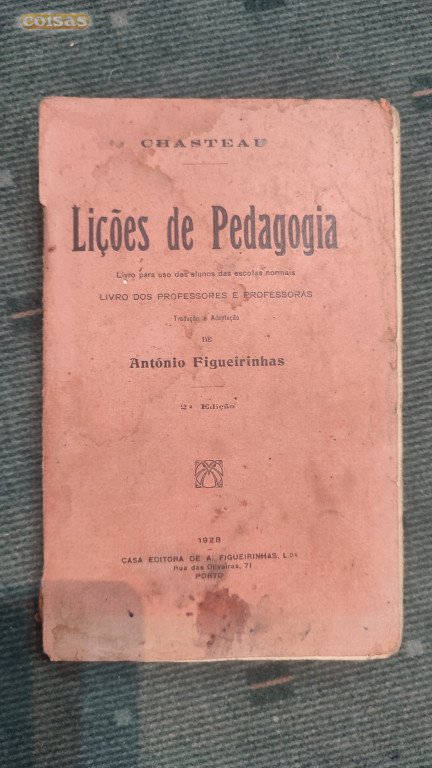 coisas
CHASTEAU
Lições de Pedagogia
Livro para uso dos alunos das escolas normais
LIVRO DOS PROFESSORES E PROFESSORAS
Tradução e Adaptação
DE
António Figueirinhas
2ª Edição
1928
CASA EDITORA DE A. FIGUEIRINHAS, L.DA
Rua das Oliveiras, 71
PORTO